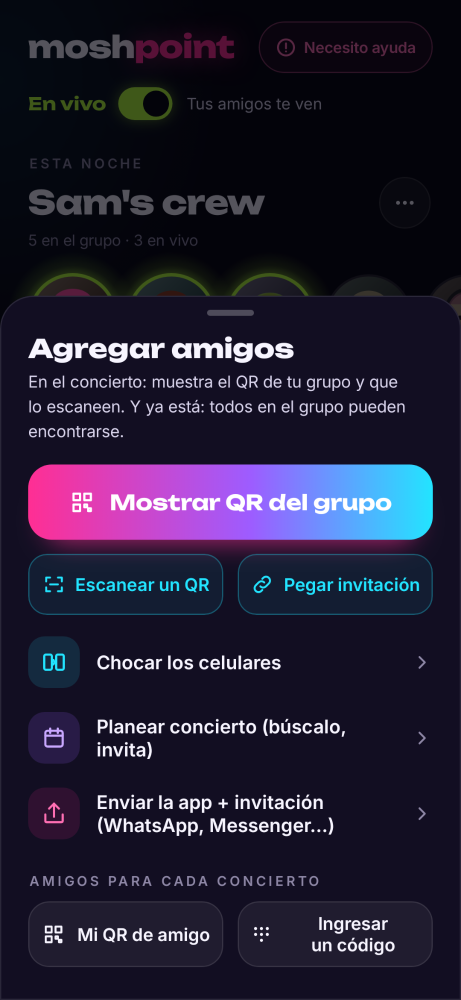 moshpoint
Necesito ayuda
En vivo
Tus amigos te ven
ESTA NOCHE
Sam's crew
5 en el grupo · 3 en vivo
Agregar amigos
En el concierto: muestra el QR de tu grupo y que
lo escaneen. Y ya está: todos en el grupo pueden
encontrarse.
Mostrar QR del grupo
Escanear un QR
Pegar invitación
Chocar los celulares
Planear concierto (búscalo,
invita)
Enviar la app + invitación
(WhatsApp, Messenger...)
AMIGOS PARA CADA CONCIERTO
Mi QR de amigo
Ingresar
un código